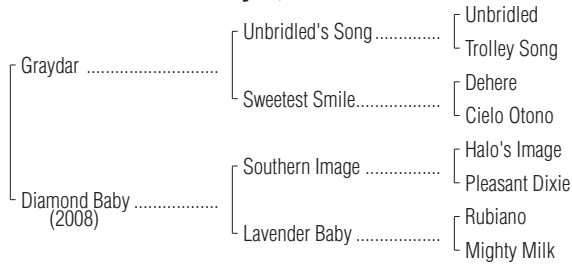 Unbridled
Unbridled's Song..............
Trolley Song
Graydar ............................
Dehere
Sweetest Smile..................
Cielo Otono
Halo's Image
Southern Image ................
Pleasant Dixie
Diamond Baby ..................
(2008)
Rubiano
Lavender Baby ..................
Mighty Milk